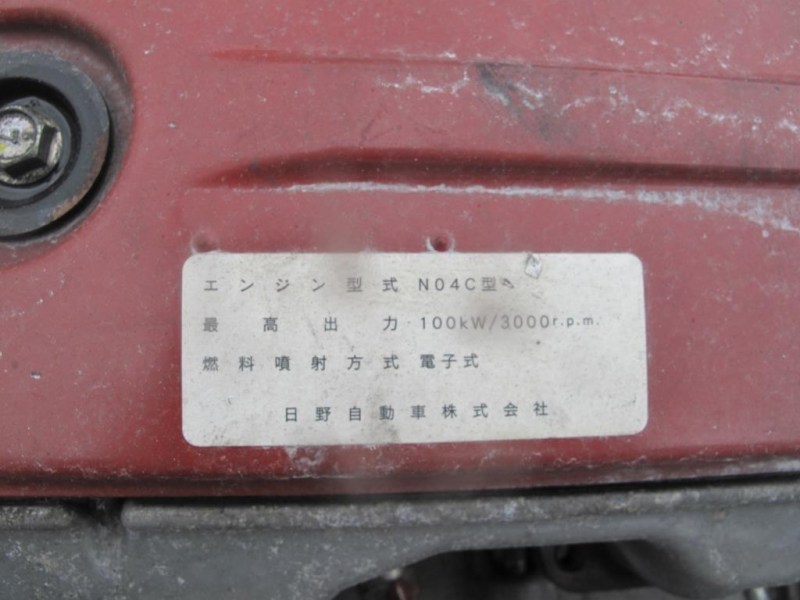 エンジン型式 N04C型
最高出力 100kW/3000r.p.m.
燃料噴射方式 電子式
日野自動車株式会社